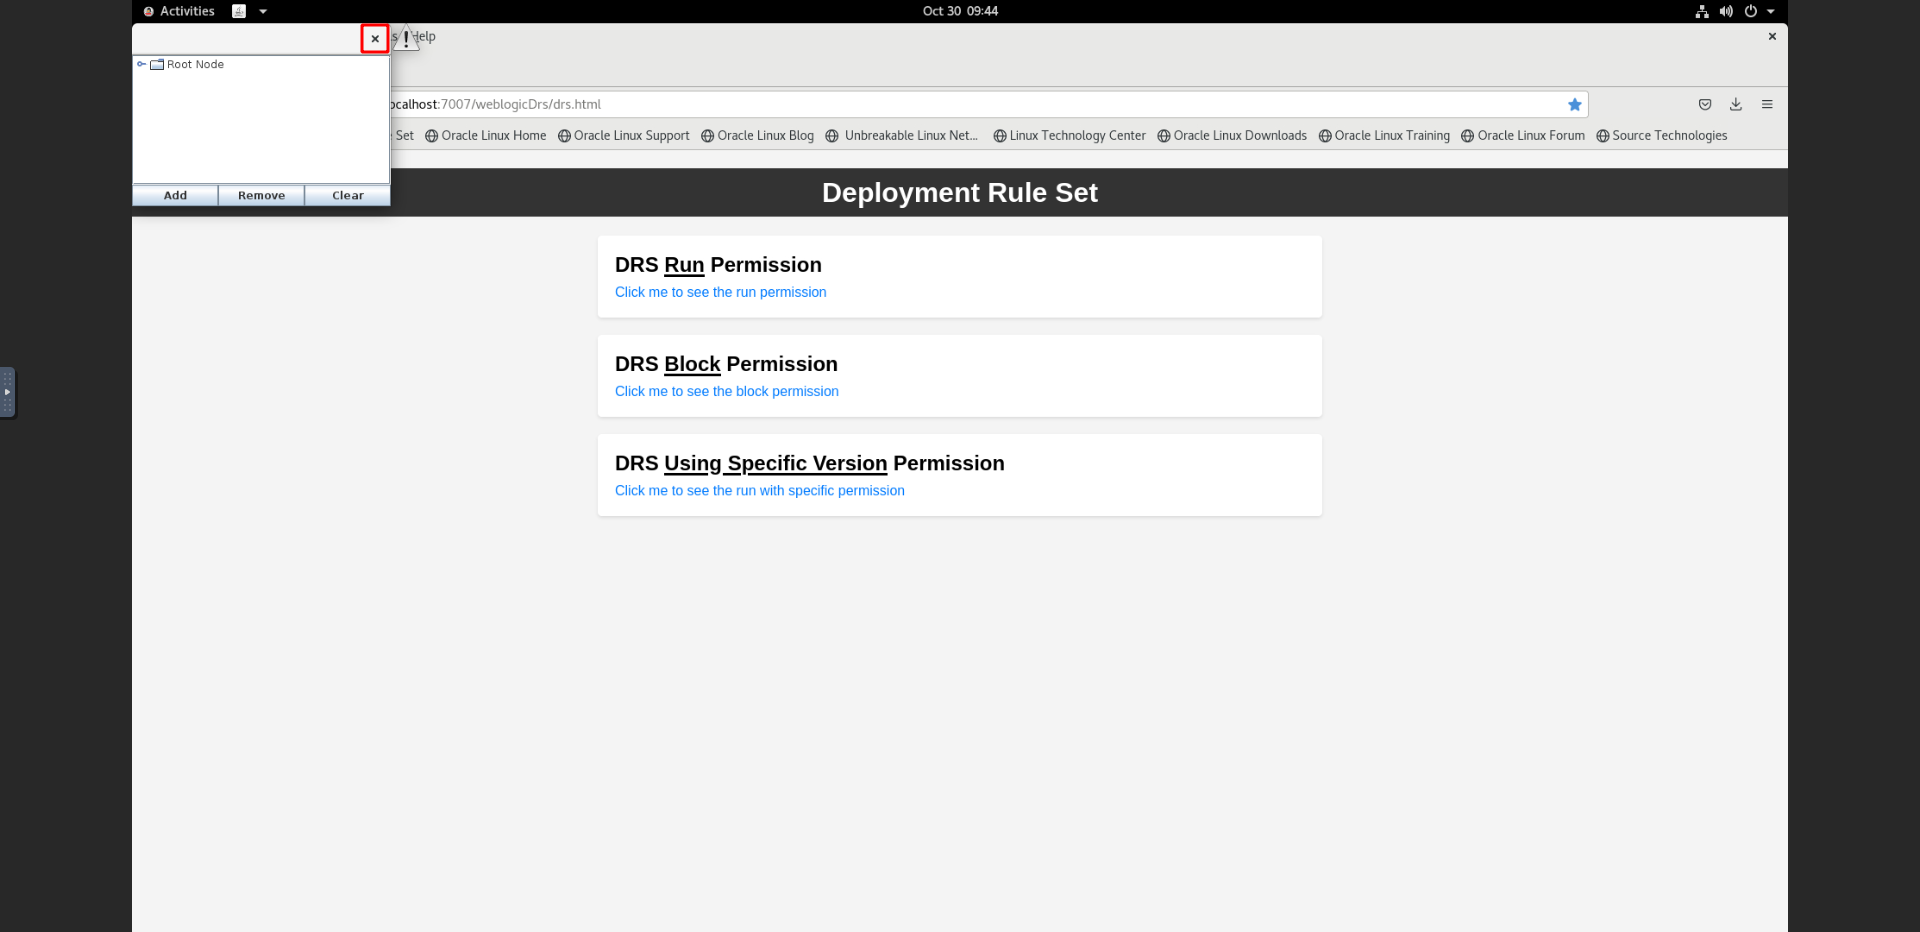 Activities
Oct 30 09:44
Help
Root Node
Add Remove Clear
ocalhost:7007/weblogicDrs/drs.html
Set Oracle Linux Home Oracle Linux Support Oracle Linux Blog Unbreakable Linux Net... Linux Technology Center Oracle Linux Downloads Oracle Linux Training Oracle Linux Forum Source Technologies
Deployment Rule Set
DRS Run Permission
Click me to see the run permission
DRS Block Permission
Click me to see the block permission
DRS Using Specific Version Permission
Click me to see the run with specific permission